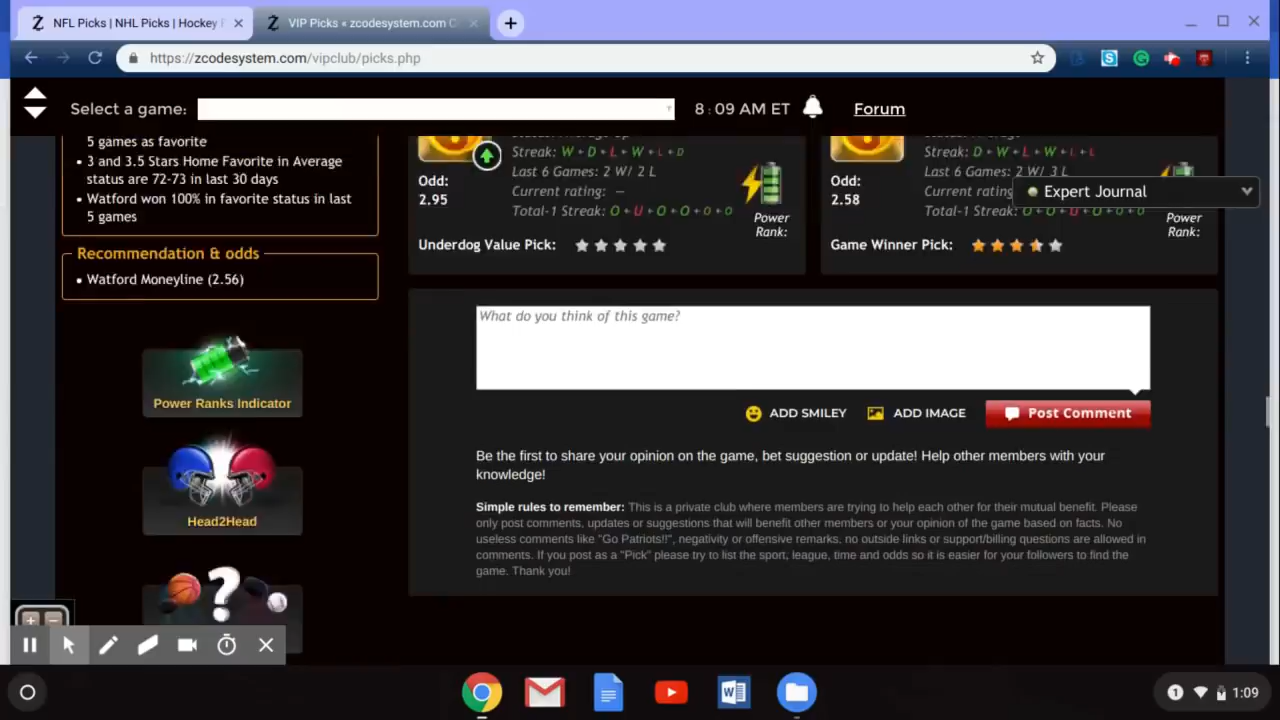 NFL Picks | NHL Picks | Hockey P
VIP Picks « zcodesystem.com C
https://zcodesystem.com/vipclub/picks.php
Select a game:
8:09 AM ET
Forum
5 games as favorite
3 and 3.5 Stars Home Favorite in Average
status are 72-73 in last 30 days
Watford won 100% in favorite status in last
5 games
Recommendation & odds
Watford Moneyline (2.56)
Power Ranks Indicator
Head2Head
?
Streak: W • D • L • W • L • D
Last 6 Games: 2 W/ 2 L
Current rating: —
Total-1 Streak: O • U • O • O • O • O
Odd:
2.95
Power
Rank:
Underdog Value Pick:
Streak: D • W • L • W • L • L
Last 6 Games: 2 W/ 3 L
Current rating
Total-1 Streak:
Odd:
2.58
Power
Rank:
Game Winner Pick:
Expert Journal
What do you think of this game?
ADD SMILEY
ADD IMAGE
Post Comment
Be the first to share your opinion on the game, bet suggestion or update! Help other members with your
knowledge!
Simple rules to remember: This is a private club where members are trying to help each other for their mutual benefit. Please
only post comments, updates or suggestions that will benefit other members or your opinion of the game based on facts. No
useless comments like "Go Patriots!!", negativity or offensive remarks, no outside links or support/billing questions are allowed in
comments. If you post as a "Pick" please try to list the sport, league, time and odds so it is easier for your followers to find the
game. Thank you!
1
1:09